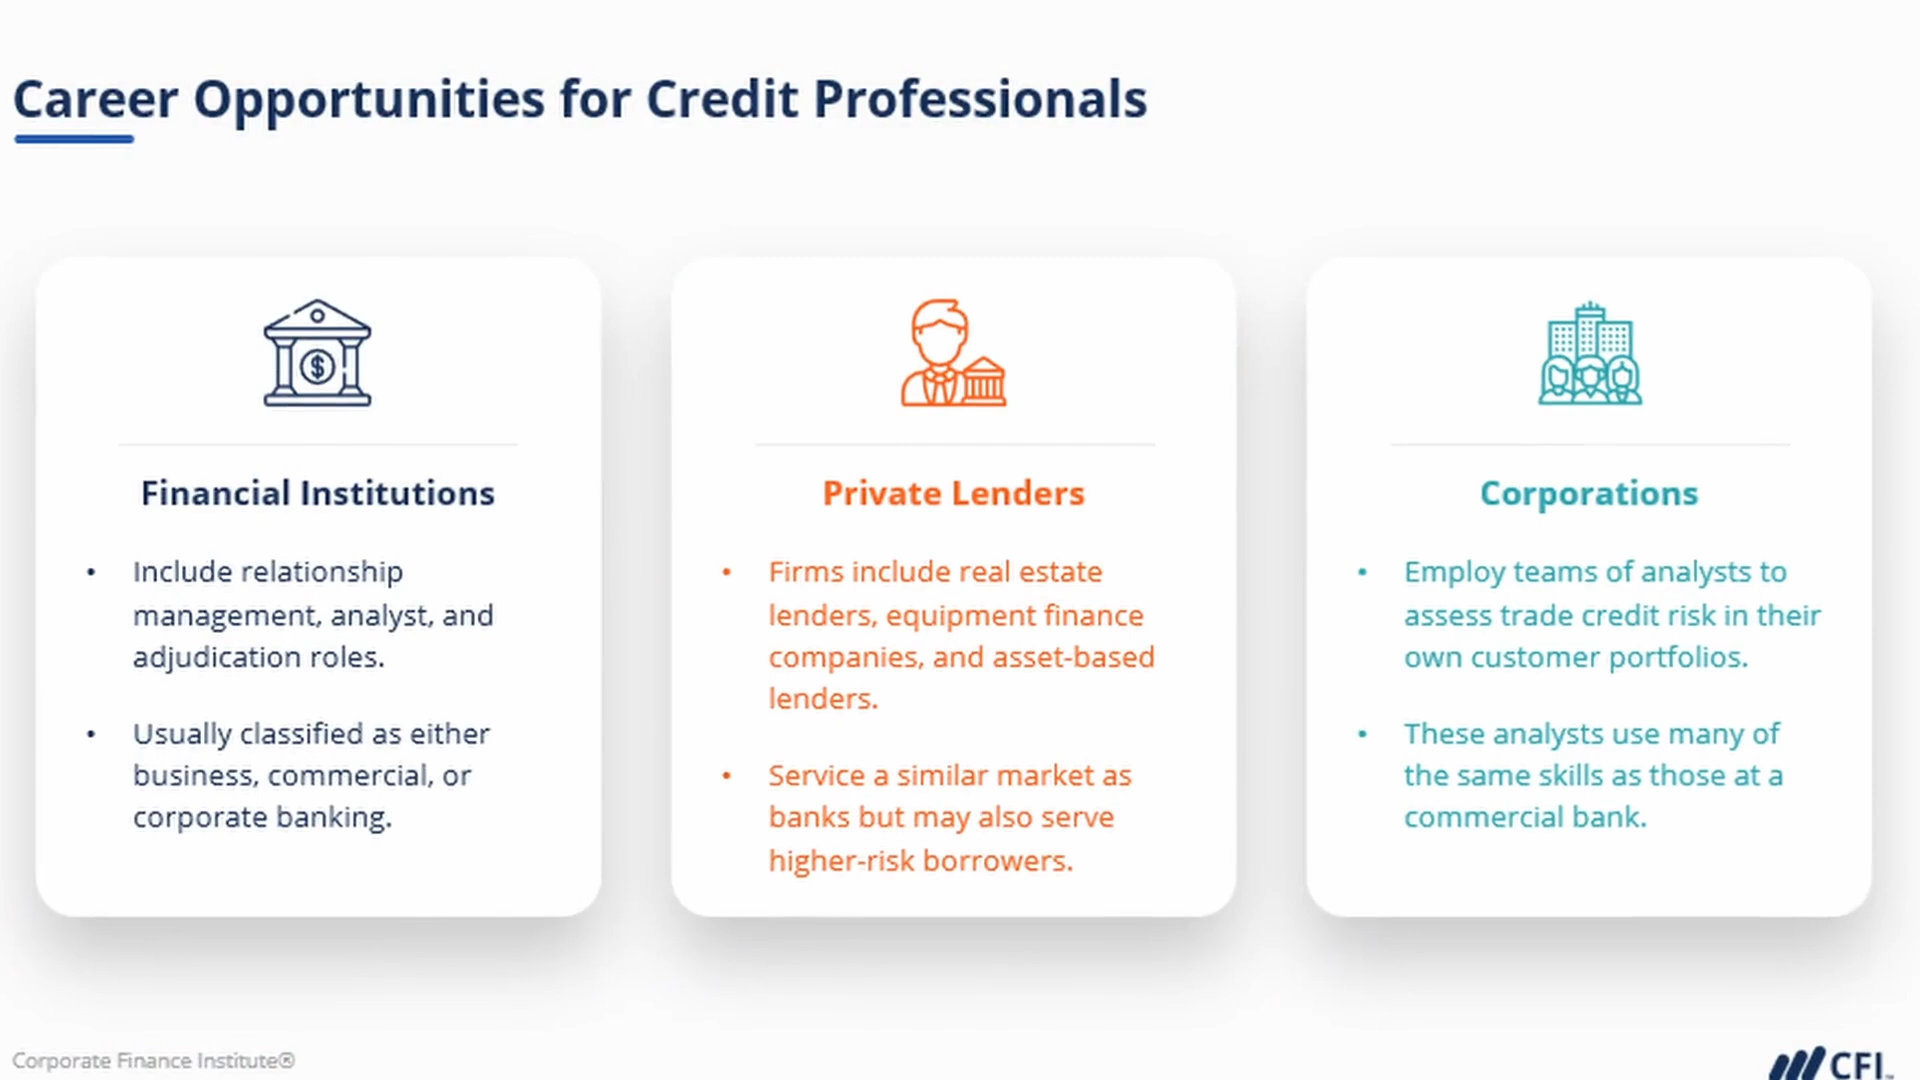 Career Opportunities for Credit Professionals
$
Financial Institutions
• Include relationship
management, analyst, and
adjudication roles.
• Usually classified as either
business, commercial, or
corporate banking.
Private Lenders
• Firms include real estate
lenders, equipment finance
companies, and asset-based
lenders.
• Service a similar market as
banks but may also serve
higher-risk borrowers.
Corporations
• Employ teams of analysts to
assess trade credit risk in their
own customer portfolios.
• These analysts use many of
the same skills as those at a
commercial bank.
Corporate Finance Institute®
CFI™